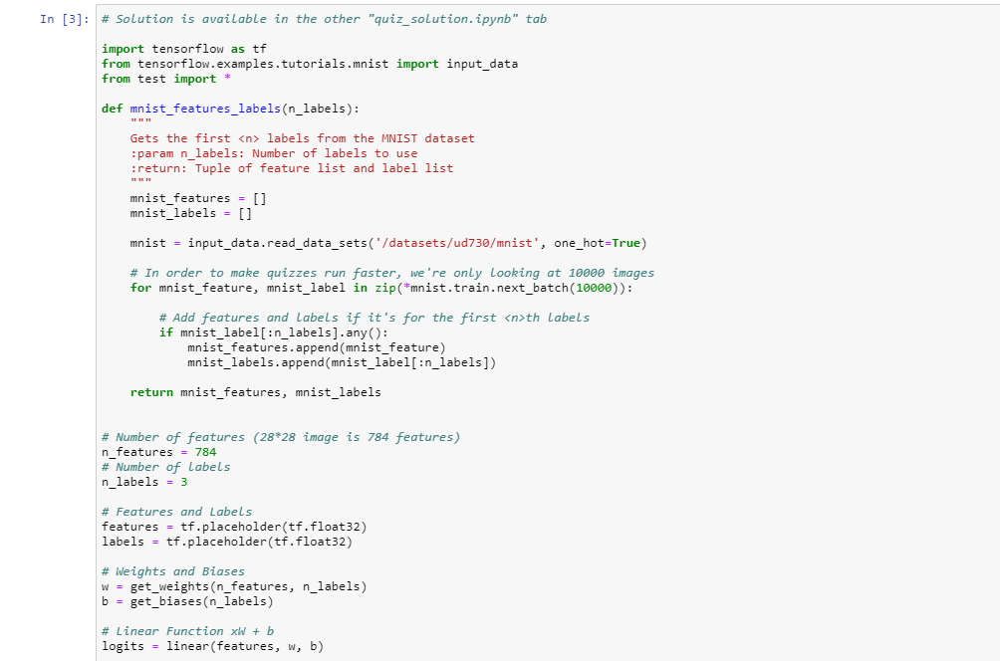 In [3]: # Solution is available in the other "quiz_solution.ipynb" tab
import tensorflow as tf
from tensorflow.examples.tutorials.mnist import input_data
from test import *
def mnist_features_labels(n_labels):
"""
Gets the first <n> labels from the MNIST dataset
:param n_labels: Number of labels to use
:return: Tuple of feature list and label list
"""
mnist_features = []
mnist_labels = []
mnist = input_data.read_data_sets('/datasets/ud730/mnist', one_hot=True)
# In order to make quizzes run faster, we're only looking at 10000 images
for mnist_feature, mnist_label in zip(*mnist.train.next_batch(10000)):
# Add features and labels if it's for the first <n>th labels
if mnist_label[:n_labels].any():
mnist_features.append(mnist_feature)
mnist_labels.append(mnist_label[:n_labels])
return mnist_features, mnist_labels
# Number of features (28*28 image is 784 features)
n_features = 784
# Number of labels
n_labels = 3
# Features and Labels
features = tf.placeholder(tf.float32)
labels = tf.placeholder(tf.float32)
# Weights and Biases
w = get_weights(n_features, n_labels)
b = get_biases(n_labels)
# Linear Function xW + b
logits = linear(features, w, b)